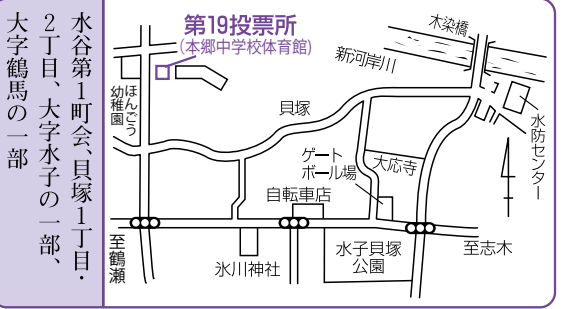 水谷第1町会、貝塚1丁目・
2丁目、大字水子の一部、
大字鶴馬の一部
第19投票所
(本郷中学校体育館)
木染橋
新河岸川
ほんごう
幼稚園
貝塚
水防センター
ゲート
ボール場
大応寺
自転車店
至鶴瀬
氷川神社
水子貝塚
公園
至志木